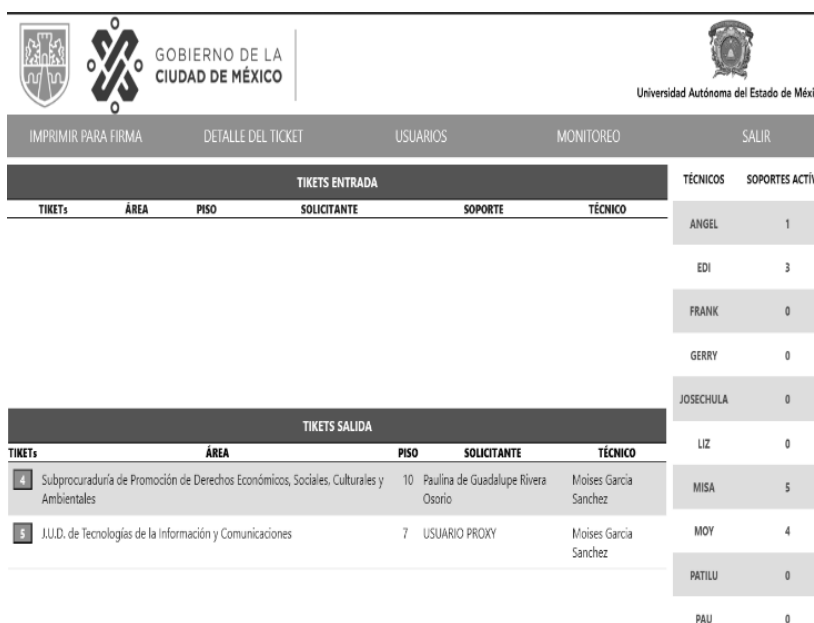 GOBIERNO DE LA
CIUDAD DE MÉXICO
Universidad Autónoma del Estado de Méxi
IMPRIMIR PARA FIRMA DETALLE DEL TICKET USUARIOS MONITOREO SALIR
TIKETS ENTRADA
TIKETs ÁREA PISO SOLICITANTE SOPORTE TÉCNICO
TIKETS SALIDA
TIKETs ÁREA PISO SOLICITANTE TÉCNICO
4 Subprocuraduría de Promoción de Derechos Económicos, Sociales, Culturales y 10 Paulina de Guadalupe Rivera Moises Garcia
Ambientales Osorio Sanchez
5 J.U.D. de Tecnologías de la Información y Comunicaciones 7 USUARIO PROXY Moises Garcia
Sanchez
TÉCNICOS SOPORTES ACTÍV
ANGEL 1
EDI 3
FRANK 0
GERRY 0
JOSECHULA 0
LIZ 0
MISA 5
MOY 4
PATILU 0
PAU 0